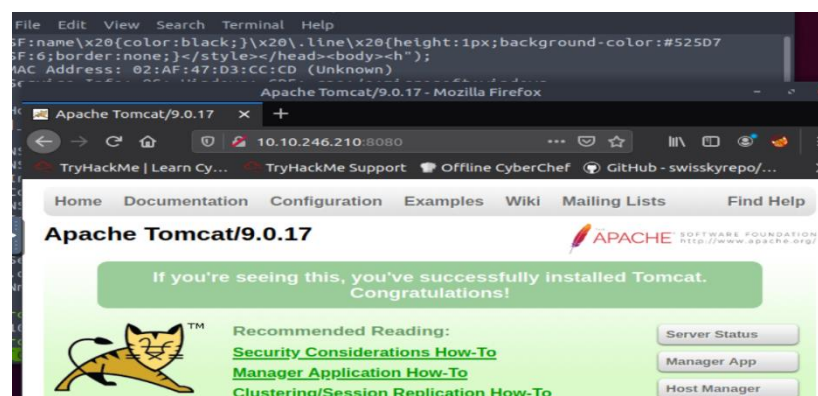 File Edit View Search Terminal Help
SF:name\x20{color:black;}\x20\.line\x20{height:1px;background-color:#525D7
SF:6;border:none;}</style></head><body><h");
MAC Address: 02:AF:47:D3:CC:CD (Unknown)
Apache Tomcat/9.0.17 - Mozilla Firefox
Apache Tomcat/9.0.17
10.10.246.210:8080
TryHackMe | Learn Cy... TryHackMe Support Offline CyberChef GitHub - swisskyrepo/...
Home Documentation Configuration Examples Wiki Mailing Lists Find Help
Apache Tomcat/9.0.17
APACHE SOFTWARE FOUNDATION
http://www.apache.org/
If you're seeing this, you've successfully installed Tomcat.
Congratulations!
TM
Recommended Reading:
Security Considerations How-To
Manager Application How-To
Clustering/Session Replication How-To
Server Status
Manager App
Host Manager